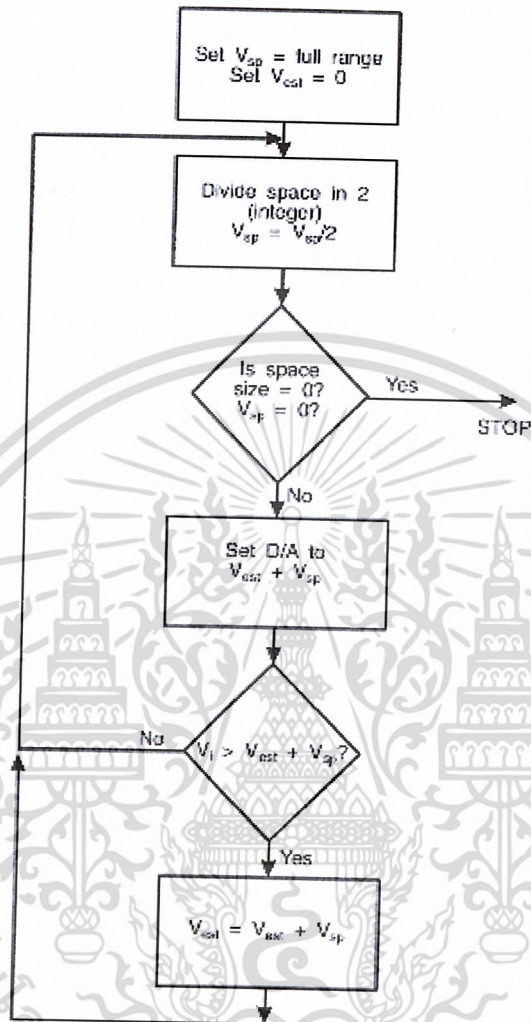 Set V_sp = full range
Set V_est = 0
Divide space in 2
(integer)
V_sp = V_sp/2
Is space
size = 0?
V_sp = 0?
Yes
STOP
No
Set D/A to
V_est + V_sp
No
V_i > V_est + V_sp?
Yes
V_est = V_est + V_sp